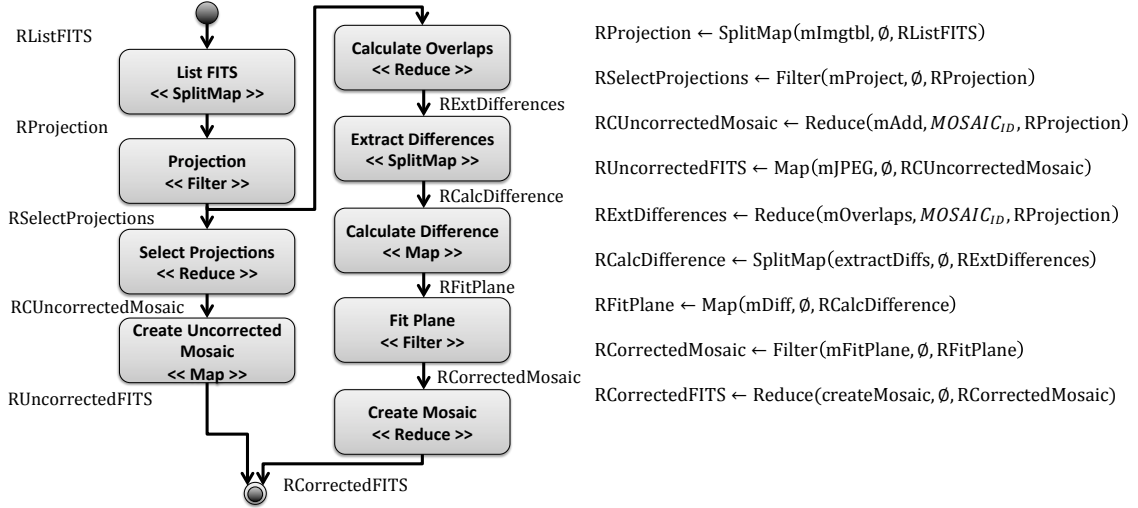 RListFITS
List FITS
<< SplitMap >>
RProjection
Projection
<< Filter >>
RSelectProjections
Select Projections
<< Reduce >>
RCUncorrectedMosaic
Create Uncorrected
Mosaic
<< Map >>
RUncorrectedFITS
Calculate Overlaps
<< Reduce >>
RExtDifferences
Extract Differences
<< SplitMap >>
RCalcDifference
Calculate Difference
<< Map >>
RFitPlane
Fit Plane
<< Filter >>
RCorrectedMosaic
Create Mosaic
<< Reduce >>
RCorrectedFITS
RProjection ← SplitMap(mImgtbl, ∅, RListFITS)
RSelectProjections ← Filter(mProject, ∅, RProjection)
RCUncorrectedMosaic ← Reduce(mAdd, MOSAIC_ID, RProjection)
RUncorrectedFITS ← Map(mJPEG, ∅, RCUncorrectedMosaic)
RExtDifferences ← Reduce(mOverlaps, MOSAIC_ID, RProjection)
RCalcDifference ← SplitMap(extractDiffs, ∅, RExtDifferences)
RFitPlane ← Map(mDiff, ∅, RCalcDifference)
RCorrectedMosaic ← Filter(mFitPlane, ∅, RFitPlane)
RCorrectedFITS ← Reduce(createMosaic, ∅, RCorrectedMosaic)